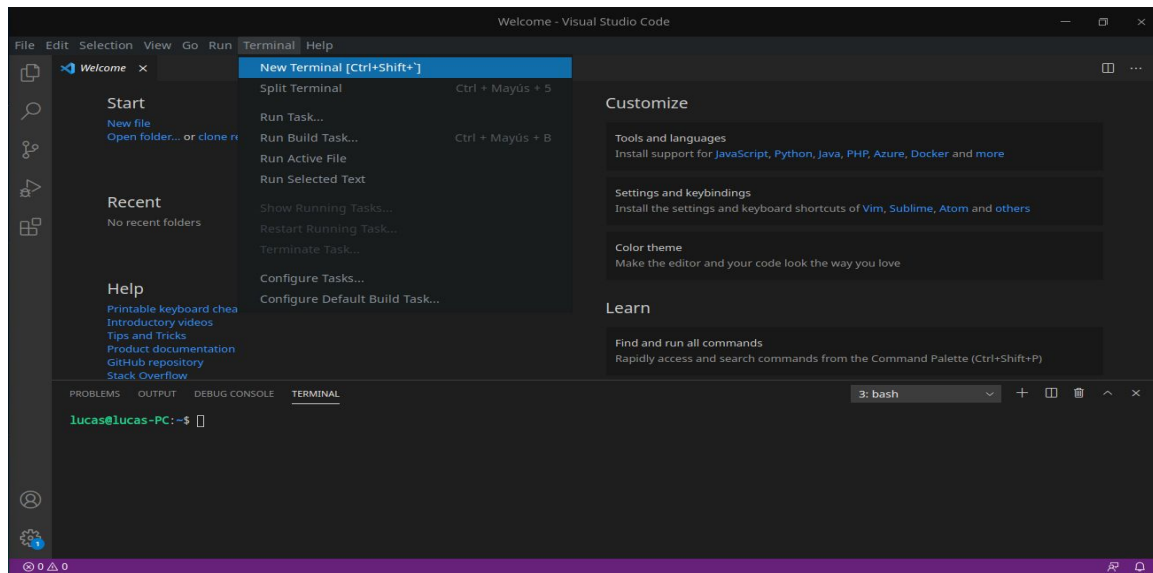 Welcome - Visual Studio Code
File Edit Selection View Go Run Terminal Help
Welcome
New Terminal [Ctrl+Shift+`]
Split Terminal Ctrl + Mayús + 5
Run Task...
Run Build Task... Ctrl + Mayús + B
Run Active File
Run Selected Text
Show Running Tasks...
Restart Running Task...
Terminate Task...
Configure Tasks...
Configure Default Build Task...
Start
New file
Open folder... or clone re
Recent
No recent folders
Help
Printable keyboard chea
Introductory videos
Tips and Tricks
Product documentation
GitHub repository
Stack Overflow
Customize
Tools and languages
Install support for JavaScript, Python, Java, PHP, Azure, Docker and more
Settings and keybindings
Install the settings and keyboard shortcuts of Vim, Sublime, Atom and others
Color theme
Make the editor and your code look the way you love
Learn
Find and run all commands
Rapidly access and search commands from the Command Palette (Ctrl+Shift+P)
PROBLEMS OUTPUT DEBUG CONSOLE TERMINAL 3: bash
lucas@lucas-PC:~$
1
0 0